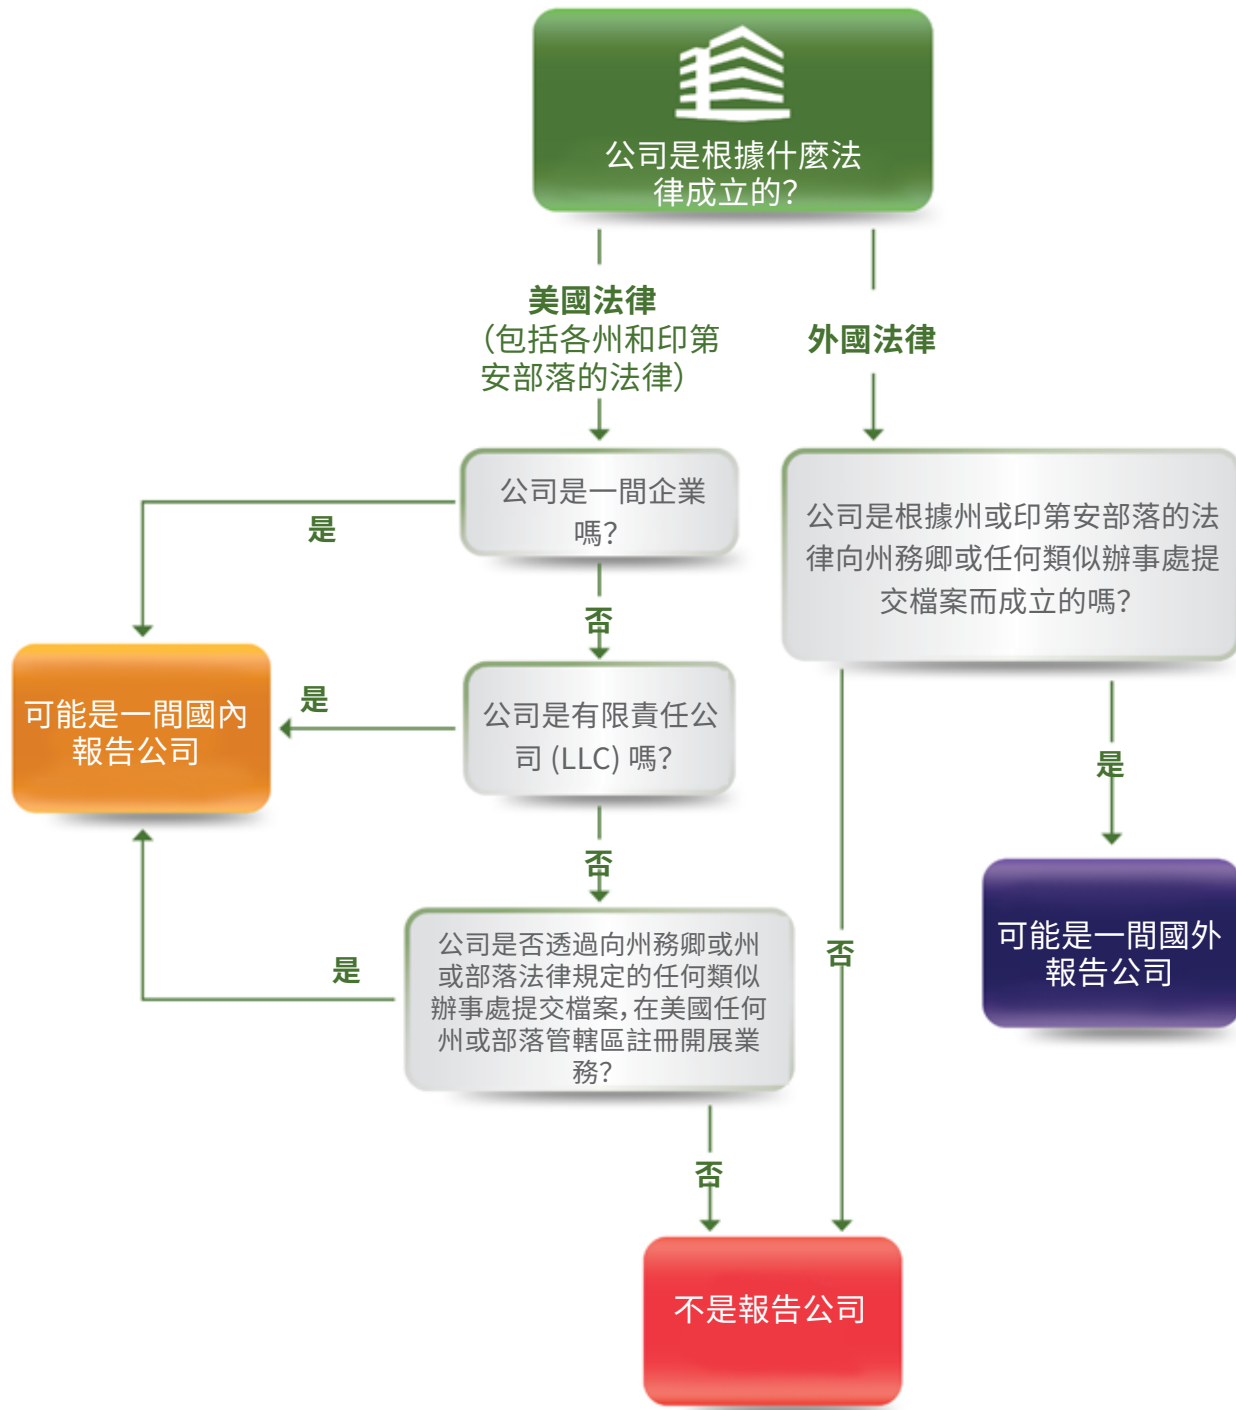 公司是根據什麼法
律成立的？
美國法律
（包括各州和印第
安部落的法律）
外國法律
公司是一間企業
嗎？
是
否
公司是根據州或印第安部落的法
律向州務卿或任何類似辦事處提
交檔案而成立的嗎？
可能是一間國內
報告公司
是
公司是有限責任公
司 (LLC) 嗎？
是
否
可能是一間國外
報告公司
公司是否透過向州務卿或州
或部落法律規定的任何類似
辦事處提交檔案，在美國任何
州或部落管轄區註冊開展業
務？
是
否
否
不是報告公司